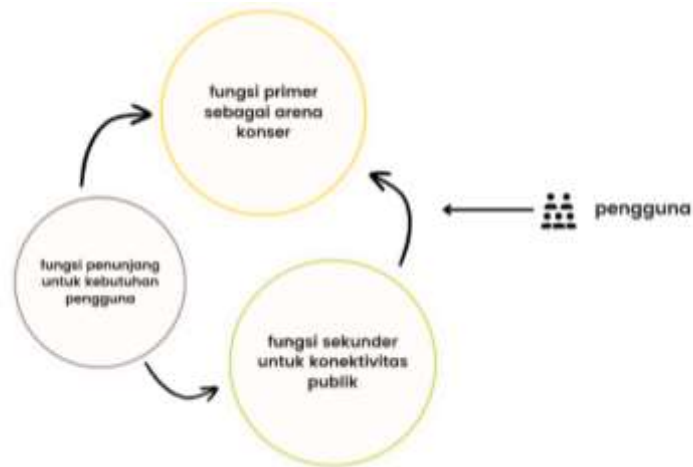 fungsi primer
sebagai arena
konser
pengguna
fungsi penunjang
untuk kebutuhan
pengguna
fungsi sekunder
untuk konektivitas
publik